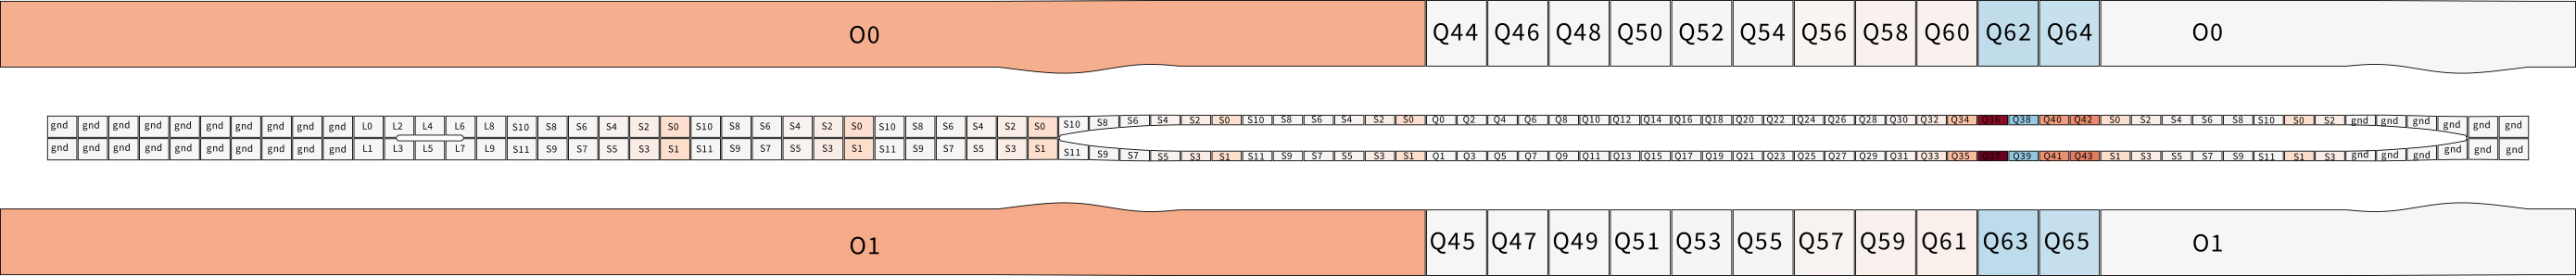 O0 Q44 Q46 Q48 Q50 Q52 Q54 Q56 Q58 Q60 Q62 Q64 O0
gnd gnd gnd gnd gnd gnd gnd gnd gnd gnd L0 L2 L4 L6 L8 S10 S8 S6 S4 S2 S0 S10 S8 S6 S4 S2 S0 S10 S8 S6 S4 S2 S0 S10 S8 S6 S4 S2 S0 S10 S8 S6 S4 S2 S0 Q0 Q2 Q4 Q6 Q8 Q10 Q12 Q14 Q16 Q18 Q20 Q22 Q24 Q26 Q28 Q30 Q32 Q34 Q36 Q38 Q40 Q42 S0 S2 S4 S6 S8 S10 S0 S2 gnd gnd gnd gnd gnd gnd
gnd gnd gnd gnd gnd gnd gnd gnd gnd gnd L1 L3 L5 L7 L9 S11 S9 S7 S5 S3 S1 S11 S9 S7 S5 S3 S1 S11 S9 S7 S5 S3 S1 S11 S9 S7 S5 S3 S1 S11 S9 S7 S5 S3 S1 Q1 Q3 Q5 Q7 Q9 Q11 Q13 Q15 Q17 Q19 Q21 Q23 Q25 Q27 Q29 Q31 Q33 Q35 Q37 Q39 Q41 Q43 S1 S3 S5 S7 S9 S11 S1 S3 gnd gnd gnd gnd gnd gnd
O1 Q45 Q47 Q49 Q51 Q53 Q55 Q57 Q59 Q61 Q63 Q65 O1